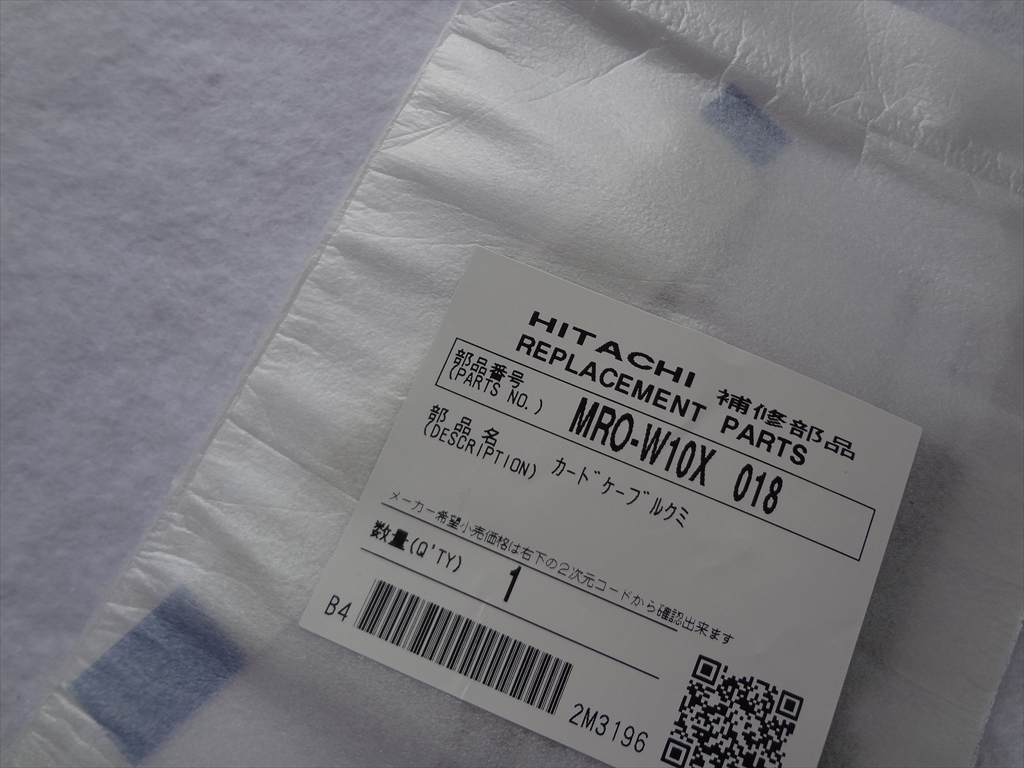 HITACHI 補修部品
REPLACEMENT PARTS
部品番号
(PARTS NO.) MRO-W10X 018
部品名
(DESCRIPTION) カードケーブルクミ
メーカー希望小売価格は右下の2次元コードから確認出来ます
数量(Q'TY) 1
B4
2M3196